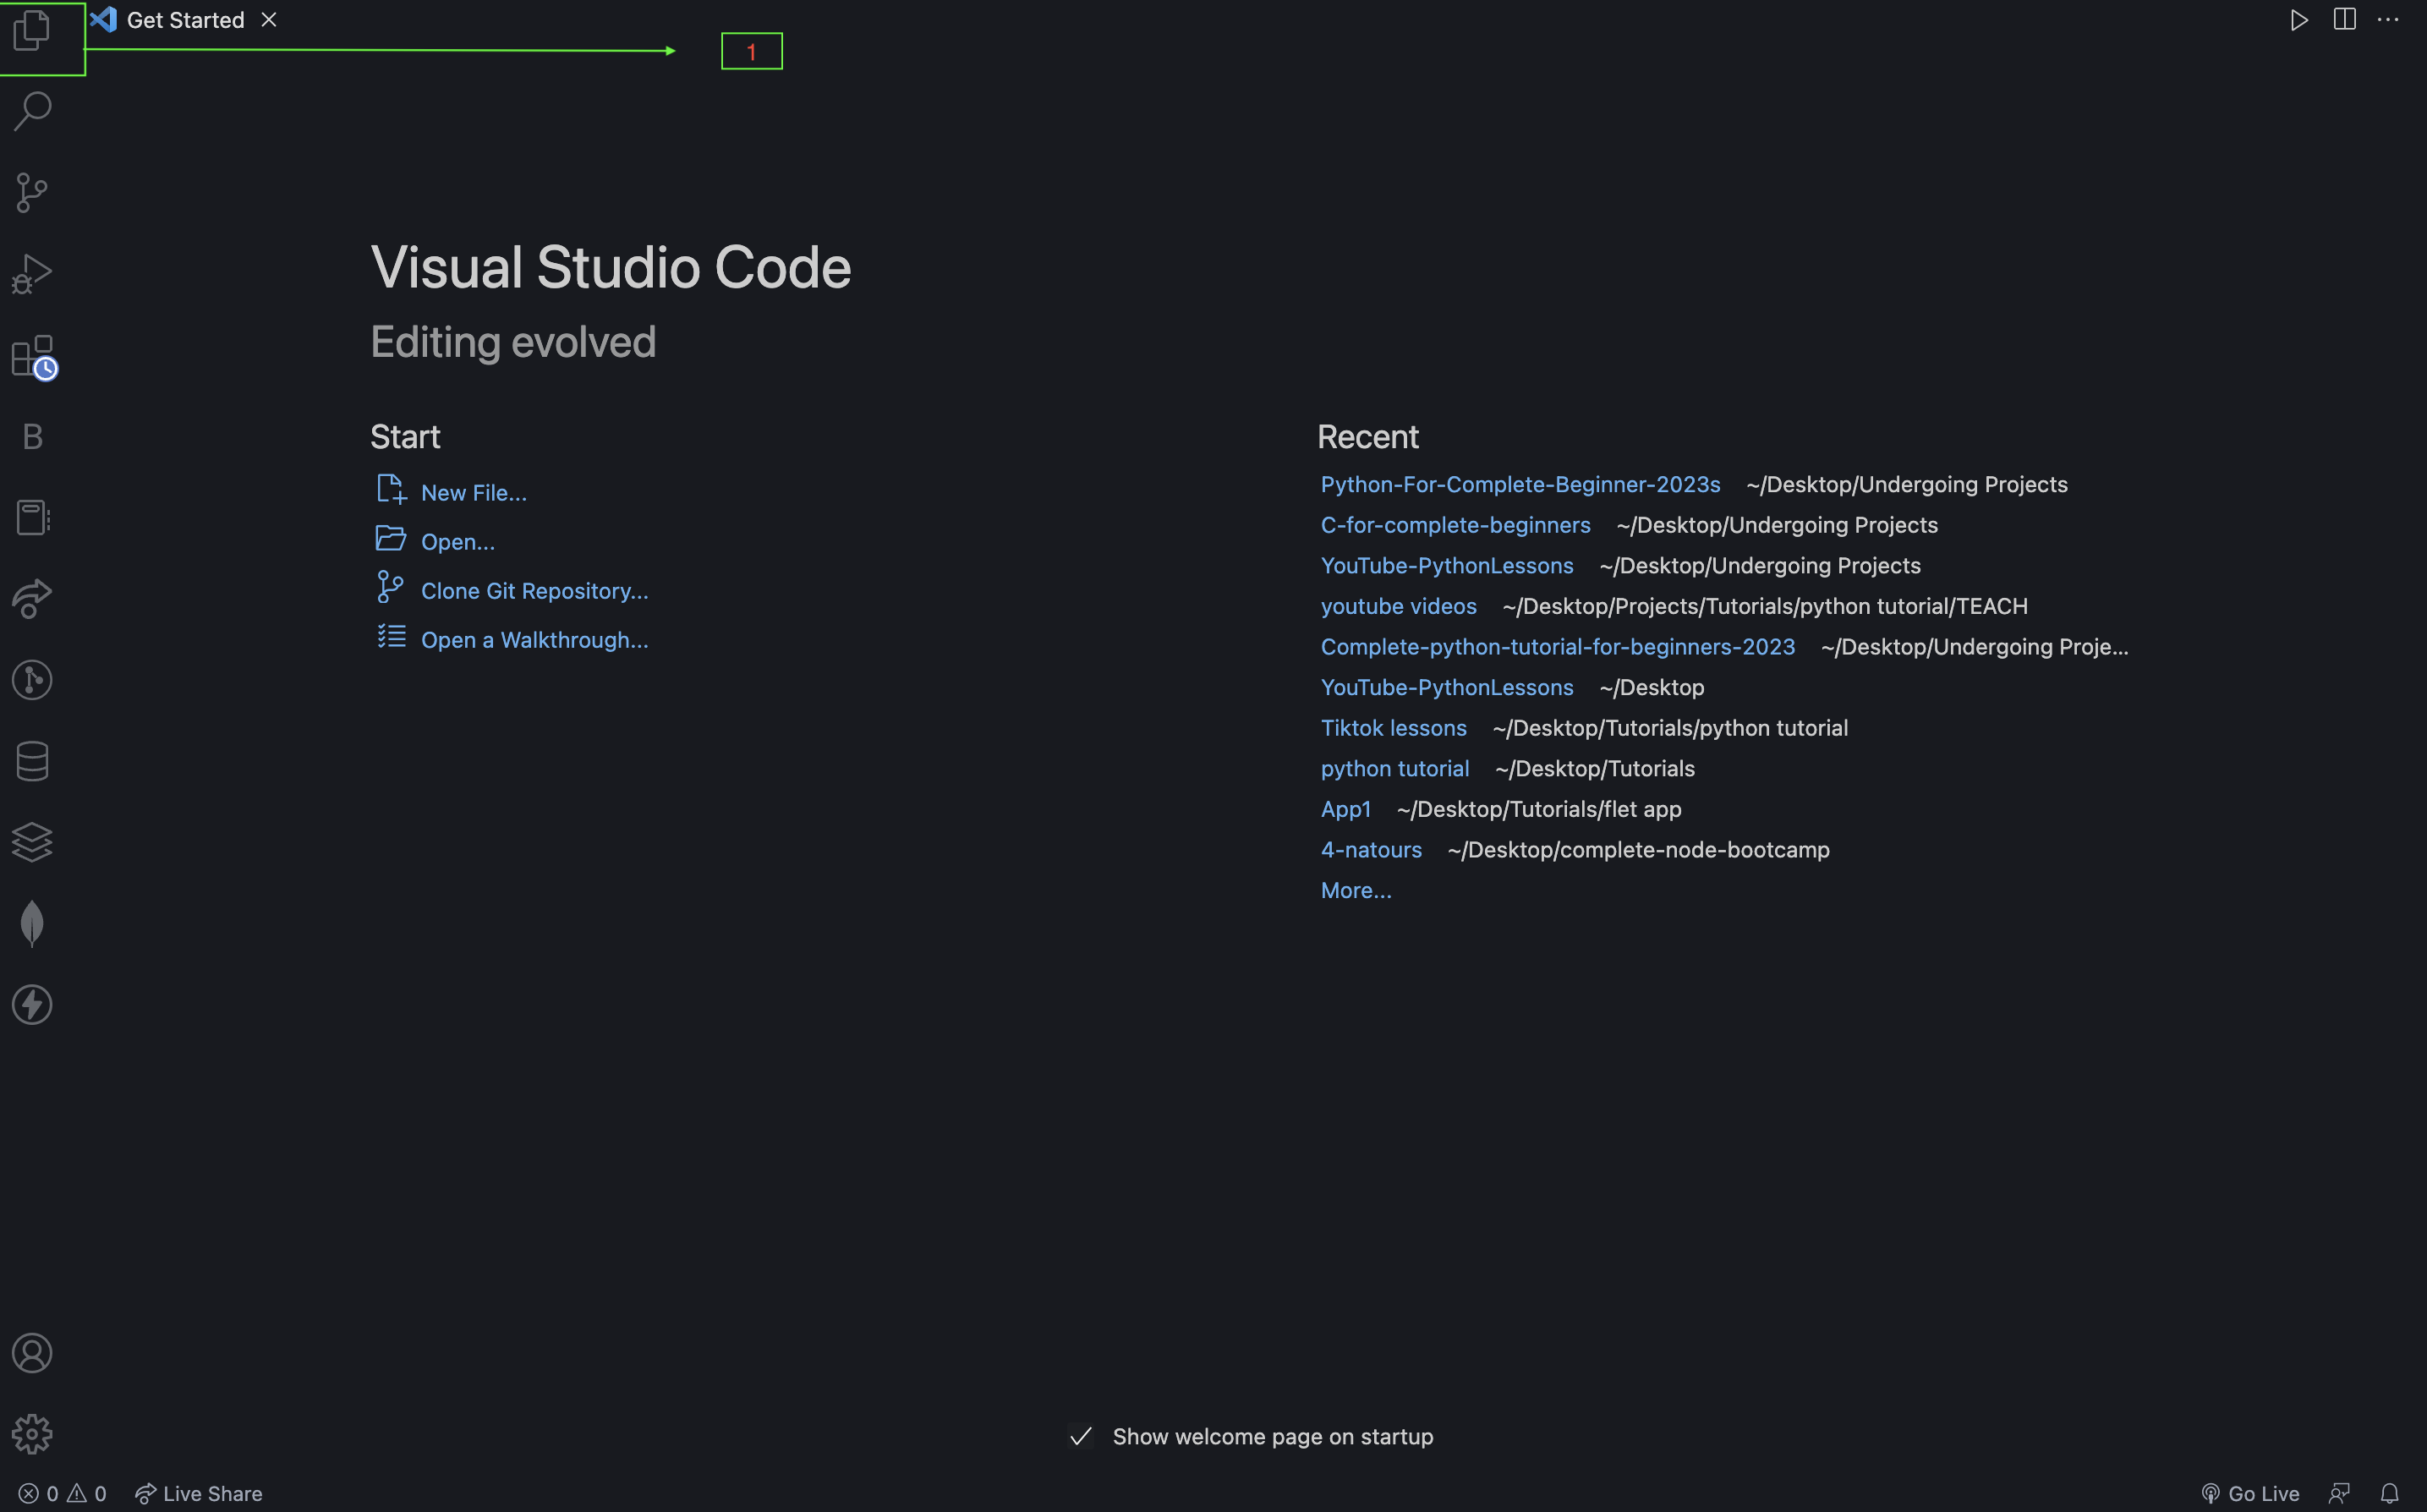 Get Started
1
Visual Studio Code
Editing evolved
Start
New File...
Open...
Clone Git Repository...
Open a Walkthrough...
Recent
Python-For-Complete-Beginner-2023s ~/Desktop/Undergoing Projects
C-for-complete-beginners ~/Desktop/Undergoing Projects
YouTube-PythonLessons ~/Desktop/Undergoing Projects
youtube videos ~/Desktop/Projects/Tutorials/python tutorial/TEACH
Complete-python-tutorial-for-beginners-2023 ~/Desktop/Undergoing Proje...
YouTube-PythonLessons ~/Desktop
Tiktok lessons ~/Desktop/Tutorials/python tutorial
python tutorial ~/Desktop/Tutorials
App1 ~/Desktop/Tutorials/flet app
4-natours ~/Desktop/complete-node-bootcamp
More...
B
Show welcome page on startup
0 0 Live Share Go Live